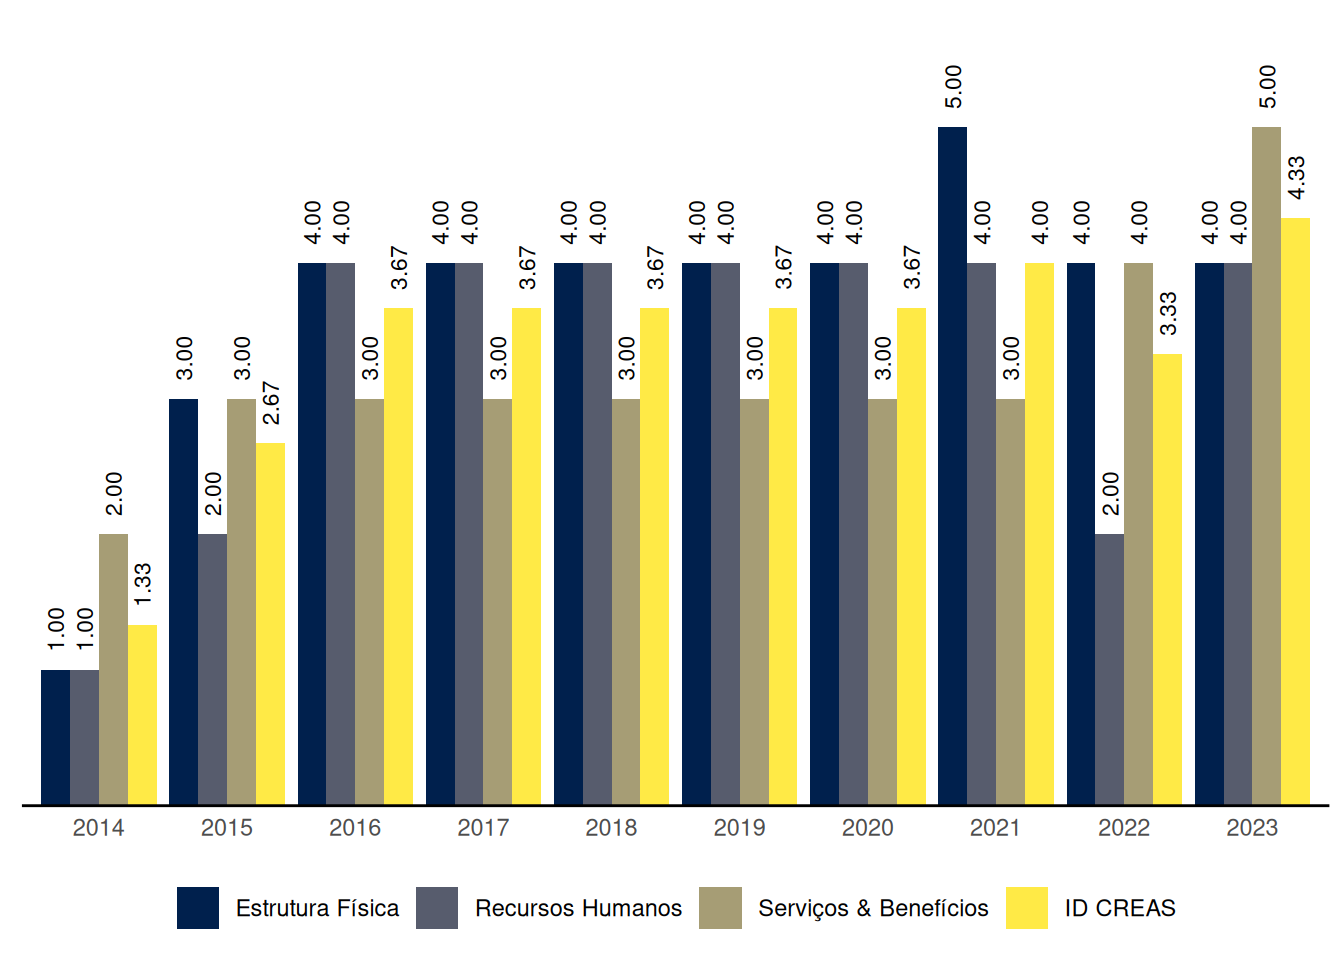 5.00 5.00
4.33
4.00 4.00 4.00 4.00 4.00 4.00 4.00 4.00 4.00 4.00 4.00 4.00 4.00 4.00 4.00 4.00
3.67 3.67 3.67 3.67 3.67
3.33
3.00 3.00 3.00 3.00 3.00 3.00 3.00 3.00
2.67
2.00 2.00 2.00
1.33
1.00 1.00
2014 2015 2016 2017 2018 2019 2020 2021 2022 2023
Estrutura Física Recursos Humanos Serviços & Benefícios ID CREAS